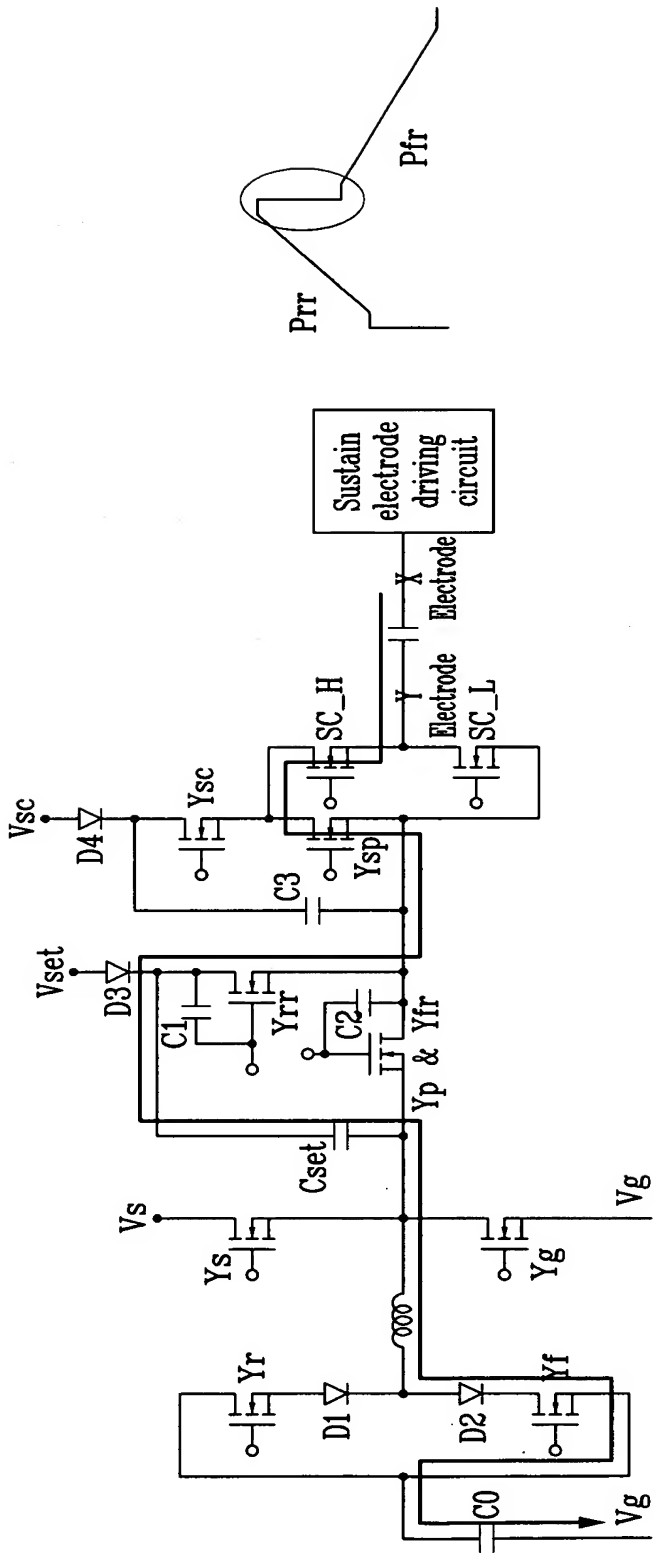 Prr
Pfr
Sustain
electrode
driving
circuit
X
Electrode
Y
Electrode
SC_H
SC_L
Vsc
D4
Ysc
Ysp
C3
Vset
D3
C1
Yrr
C2
Yp & Yfr
Cset
Vs
Ys
Yg
Vg
Yr
D1
D2
Yf
C0
Vg